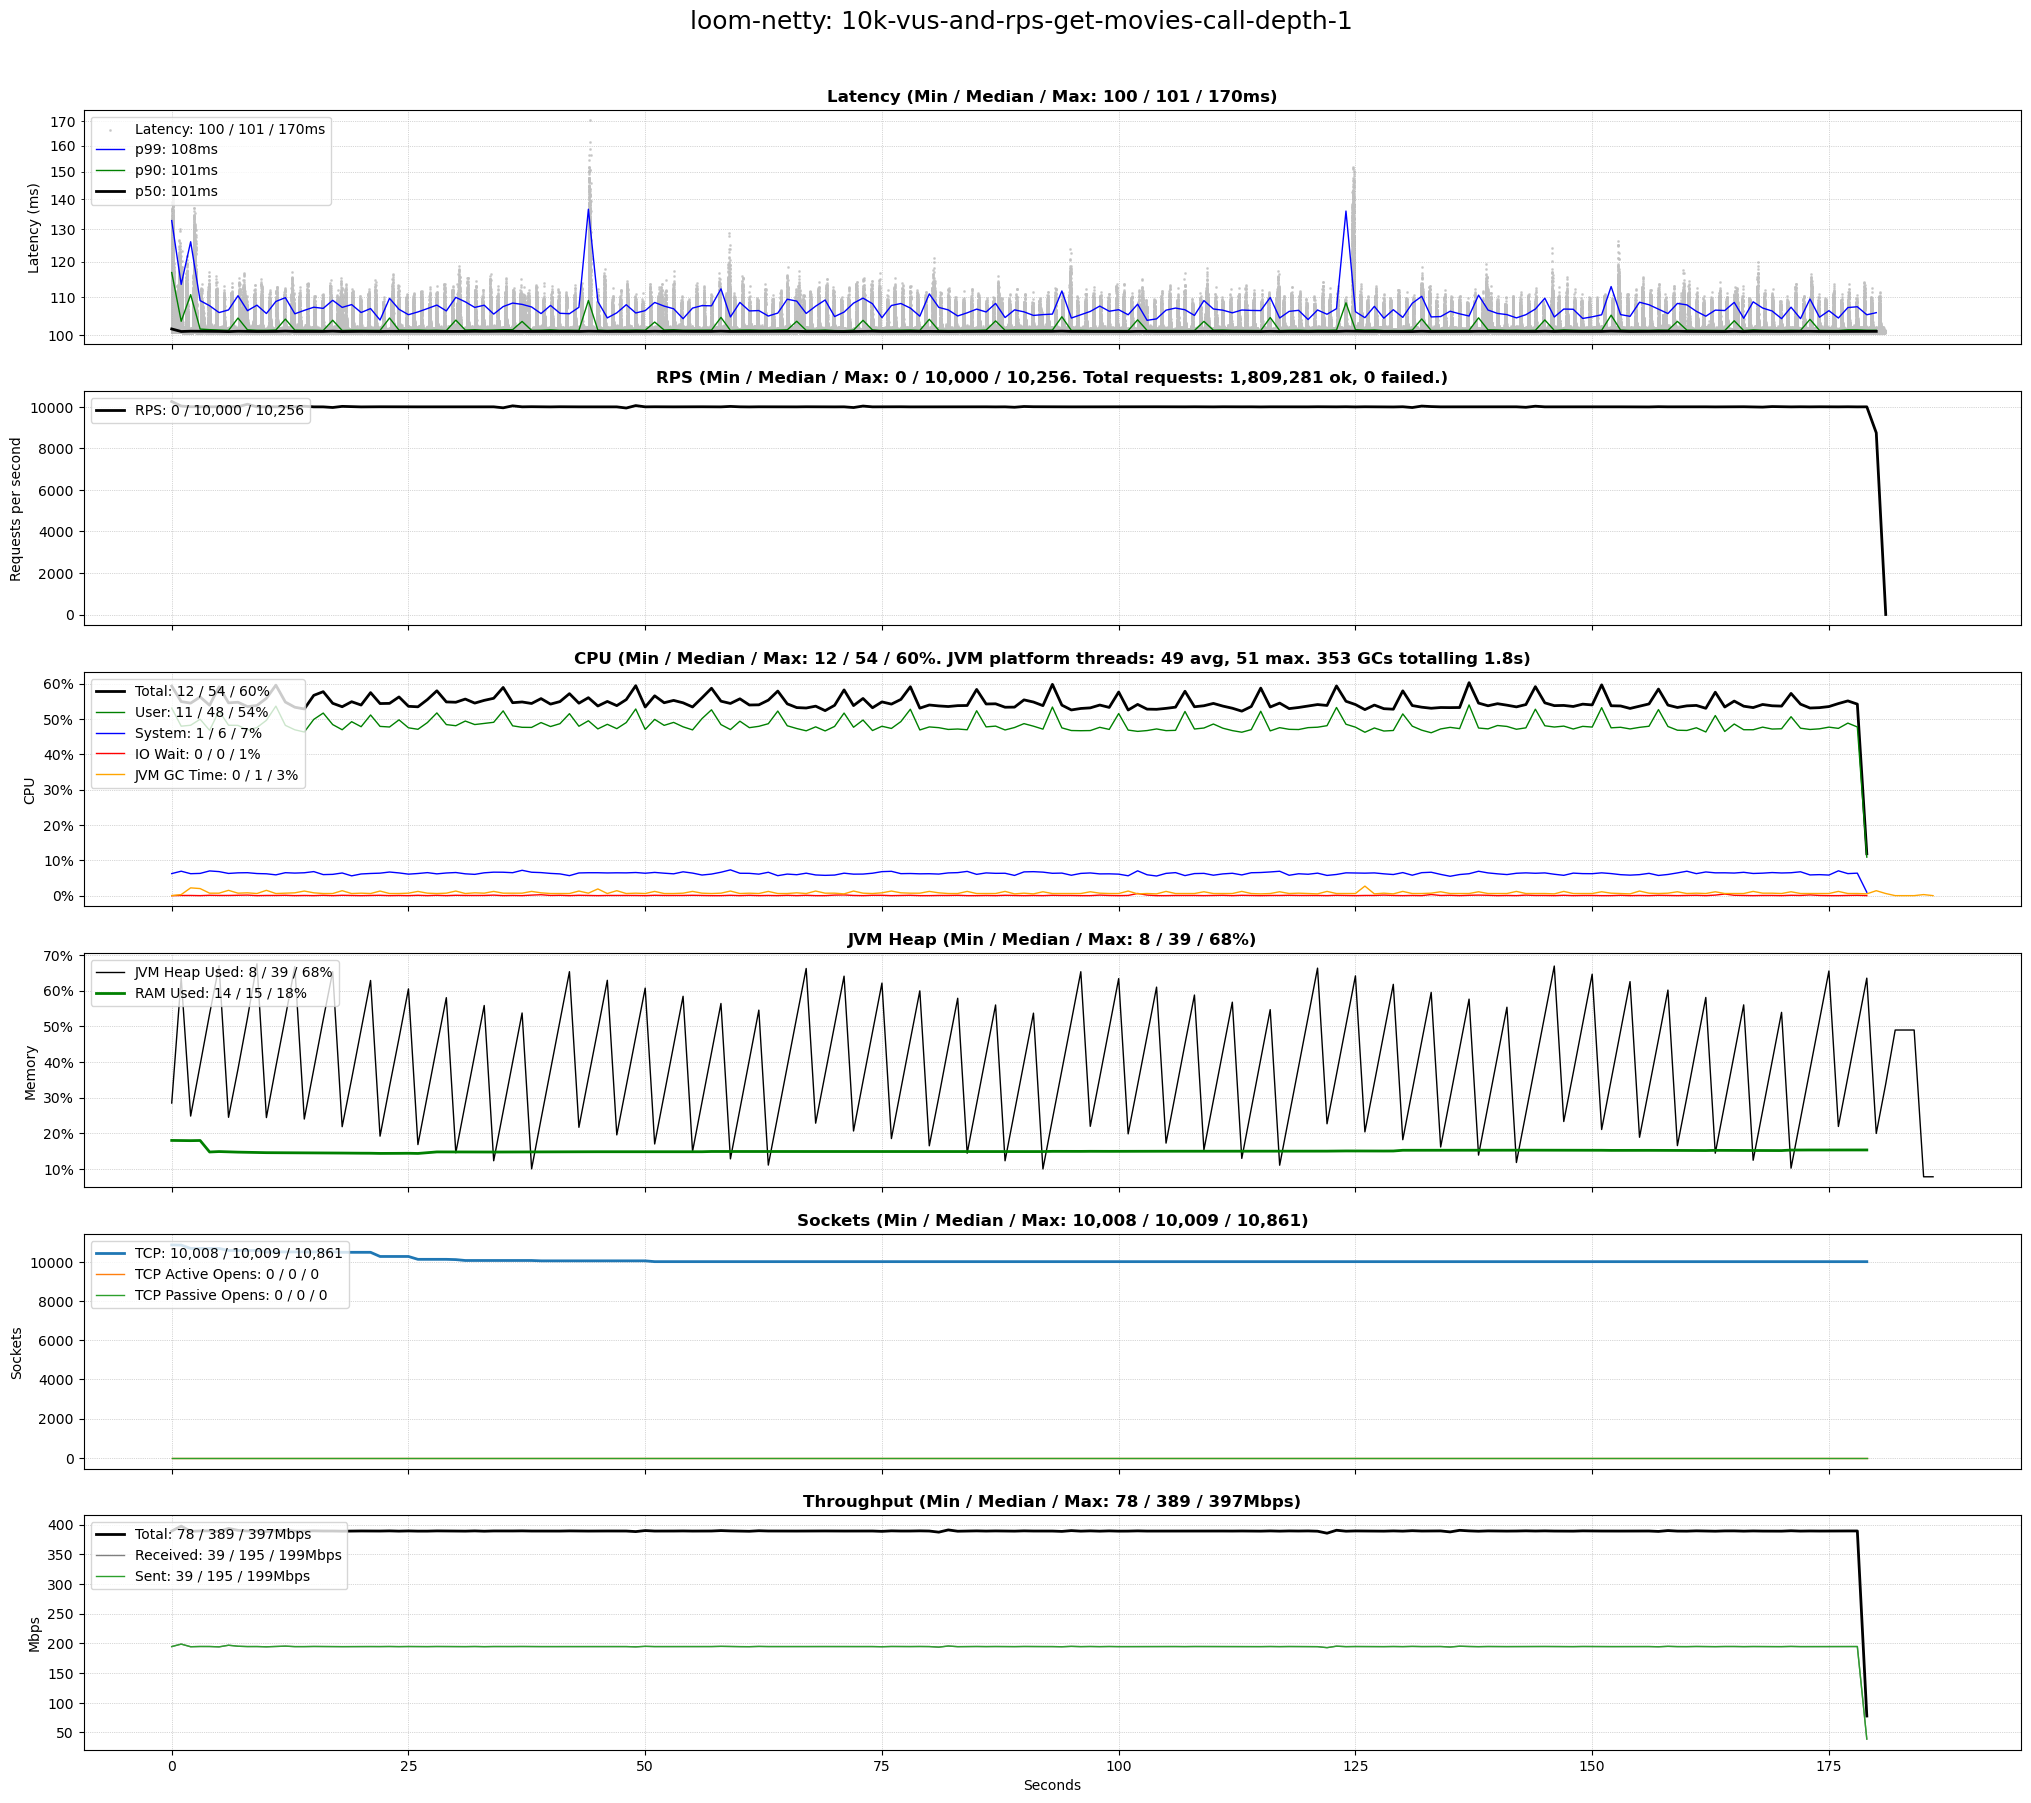 loom-netty: 10k-vus-and-rps-get-movies-call-depth-1
Latency (Min / Median / Max: 100 / 101 / 170ms)
Latency (ms)
170
160
150
140
130
120
110
100
Latency: 100 / 101 / 170ms
p99: 108ms
p90: 101ms
p50: 101ms
RPS (Min / Median / Max: 0 / 10,000 / 10,256. Total requests: 1,809,281 ok, 0 failed.)
Requests per second
10000
8000
6000
4000
2000
0
RPS: 0 / 10,000 / 10,256
CPU (Min / Median / Max: 12 / 54 / 60%. JVM platform threads: 49 avg, 51 max. 353 GCs totalling 1.8s)
CPU
60%
50%
40%
30%
20%
10%
0%
Total: 12 / 54 / 60%
User: 11 / 48 / 54%
System: 1 / 6 / 7%
IO Wait: 0 / 0 / 1%
JVM GC Time: 0 / 1 / 3%
JVM Heap (Min / Median / Max: 8 / 39 / 68%)
Memory
70%
60%
50%
40%
30%
20%
10%
JVM Heap Used: 8 / 39 / 68%
RAM Used: 14 / 15 / 18%
Sockets (Min / Median / Max: 10,008 / 10,009 / 10,861)
Sockets
10000
8000
6000
4000
2000
0
TCP: 10,008 / 10,009 / 10,861
TCP Active Opens: 0 / 0 / 0
TCP Passive Opens: 0 / 0 / 0
Throughput (Min / Median / Max: 78 / 389 / 397Mbps)
Mbps
400
350
300
250
200
150
100
50
Total: 78 / 389 / 397Mbps
Received: 39 / 195 / 199Mbps
Sent: 39 / 195 / 199Mbps
0 25 50 75 100 125 150 175
Seconds